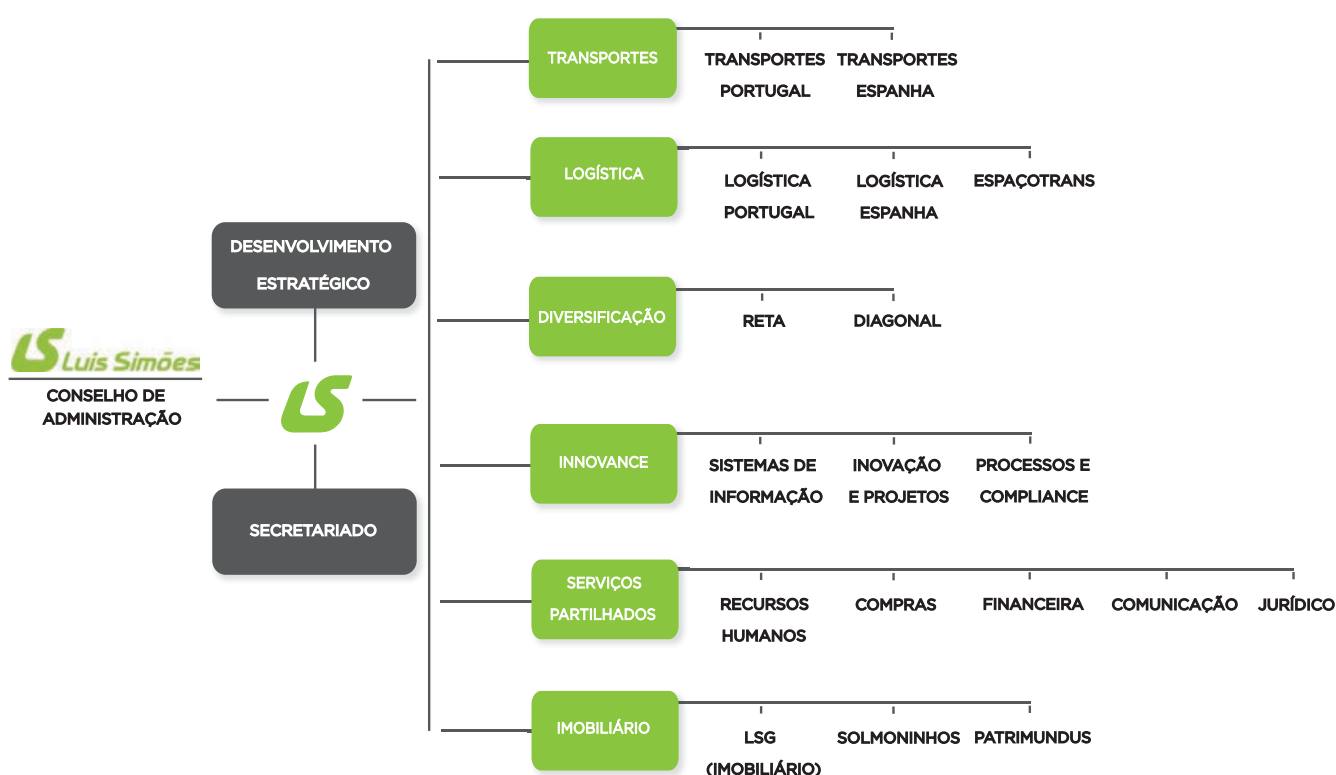 TRANSPORTES
TRANSPORTES
PORTUGAL
TRANSPORTES
ESPANHA
LOGÍSTICA
LOGÍSTICA
PORTUGAL
LOGÍSTICA
ESPANHA
ESPAÇOTRANS
DESENVOLVIMENTO
ESTRATÉGICO
DIVERSIFICAÇÃO
RETA
DIAGONAL
LS Luis Simões
CONSELHO DE
ADMINISTRAÇÃO
LS
INNOVANCE
SISTEMAS DE
INFORMAÇÃO
INOVAÇÃO
E PROJETOS
PROCESSOS E
COMPLIANCE
SECRETARIADO
SERVIÇOS
PARTILHADOS
RECURSOS
HUMANOS
COMPRAS
FINANCEIRA
COMUNICAÇÃO
JURÍDICO
IMOBILIÁRIO
LSG
(IMOBILIÁRIO)
SOLMONINHOS
PATRIMUNDUS